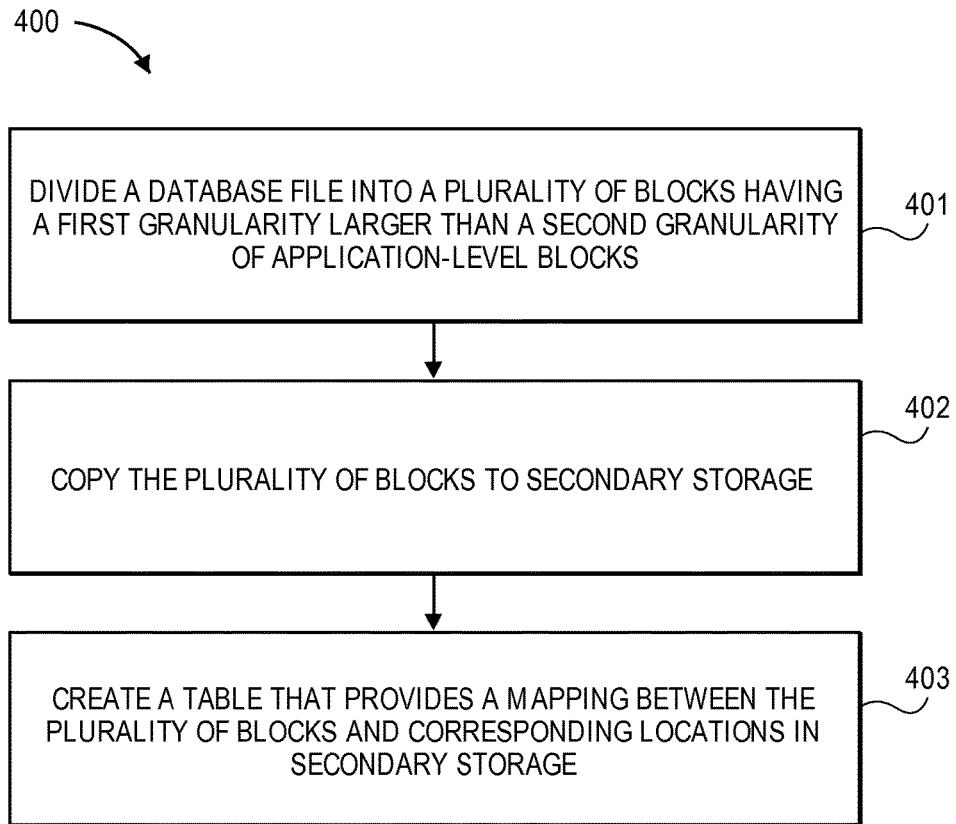 400
DIVIDE A DATABASE FILE INTO A PLURALITY OF BLOCKS HAVING
A FIRST GRANULARITY LARGER THAN A SECOND GRANULARITY
OF APPLICATION-LEVEL BLOCKS
401
COPY THE PLURALITY OF BLOCKS TO SECONDARY STORAGE
402
CREATE A TABLE THAT PROVIDES A MAPPING BETWEEN THE
PLURALITY OF BLOCKS AND CORRESPONDING LOCATIONS IN
SECONDARY STORAGE
403